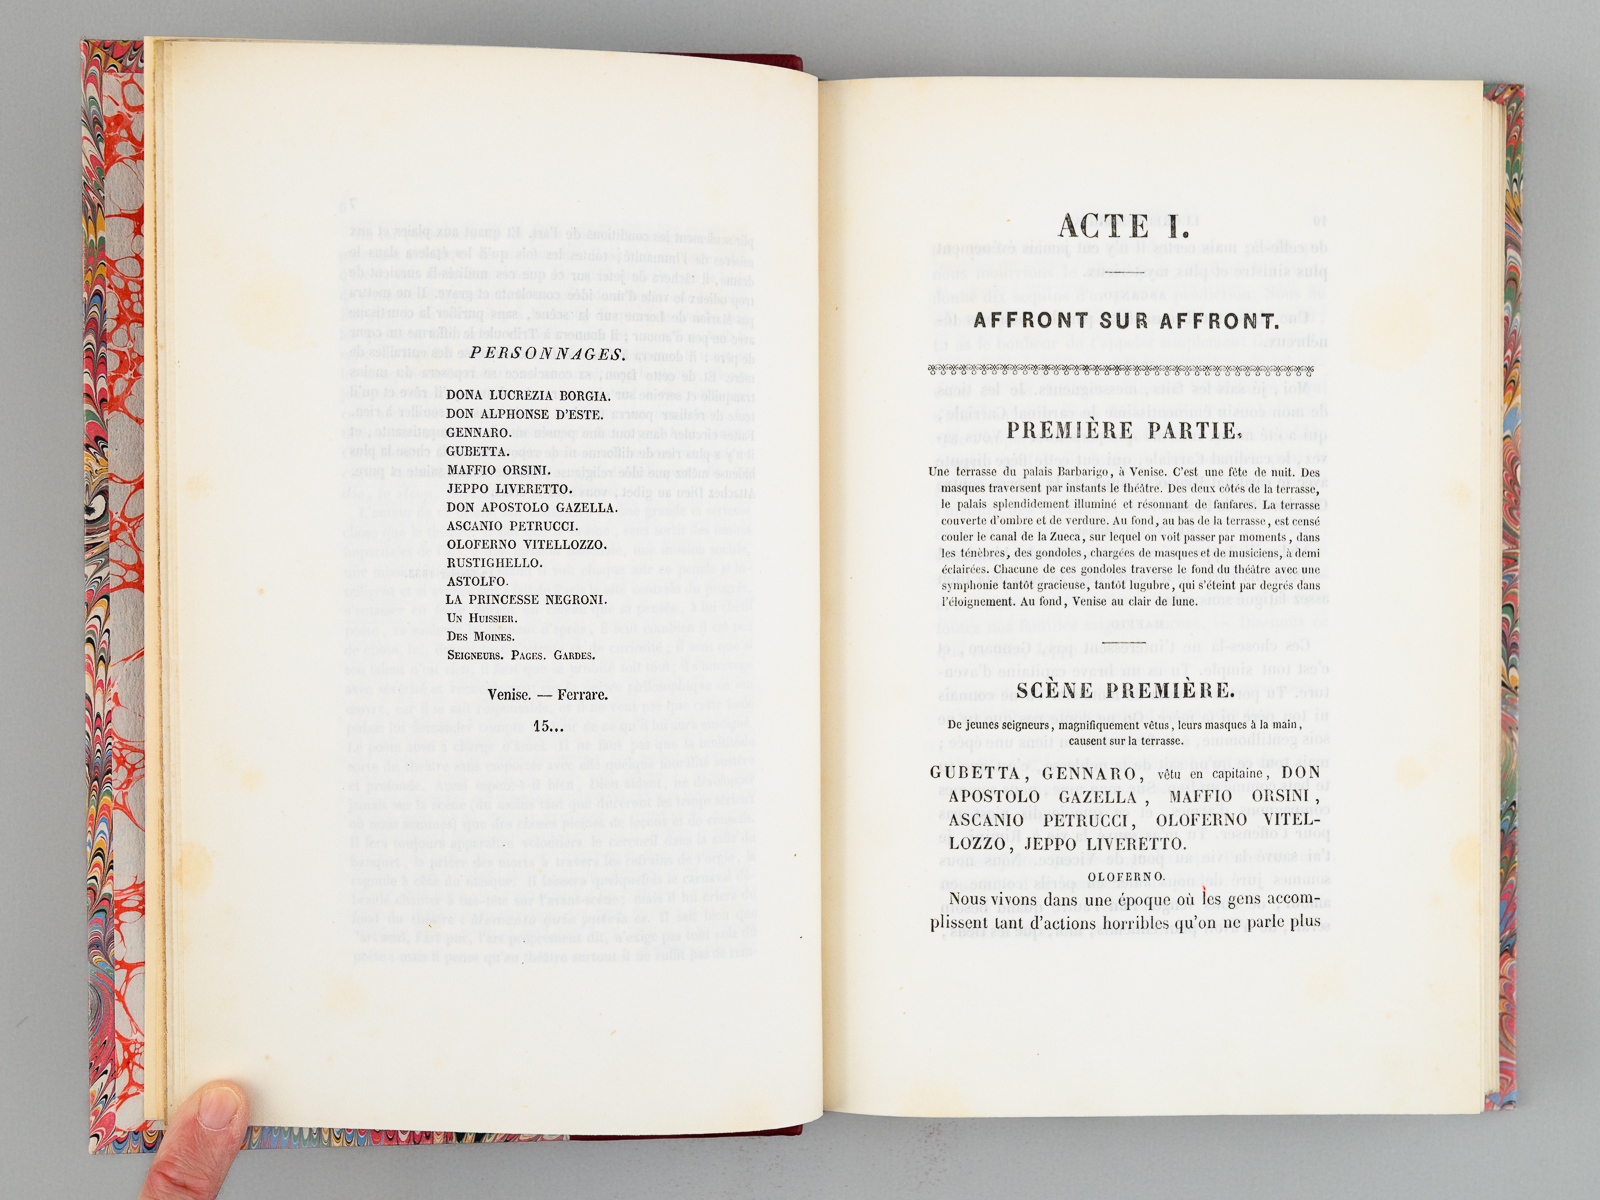 PERSONNAGES.
DONA LUCREZIA BORGIA.
DON ALPHONSE D'ESTE.
GENNARO.
GUBETTA.
MAFFIO ORSINI.
JEPPO LIVERETTO.
DON APOSTOLO GAZELLA.
ASCANIO PETRUCCI.
OLOFERNO VITELLOZZO.
RUSTIGHELLO.
ASTOLFO.
LA PRINCESSE NEGRONI.
UN HUISSIER.
DES MOINES.
SEIGNEURS. PAGES. GARDES.
Venise. — Ferrare.
15...
ACTE I.
AFFRONT SUR AFFRONT.
PREMIÈRE PARTIE.
Une terrasse du palais Barbarigo, à Venise. C'est une fête de nuit. Des
masques traversent par instants le théâtre. Des deux côtés de la terrasse,
le palais splendidement illuminé et résonnant de fanfares. La terrasse
couverte d'ombre et de verdure. Au fond, au bas de la terrasse, est censé
couler le canal de la Zueca, sur lequel on voit passer par moments, dans
les ténèbres, des gondoles, chargées de masques et de musiciens, à demi
éclairées. Chacune de ces gondoles traverse le fond du théâtre avec une
symphonie tantôt gracieuse, tantôt lugubre, qui s'éteint par degrés dans
l'éloignement. Au fond, Venise au clair de lune.
SCÈNE PREMIÈRE.
De jeunes seigneurs, magnifiquement vêtus, leurs masques à la main,
causent sur la terrasse.
GUBETTA, GENNARO, vêtu en capitaine, DON
APOSTOLO GAZELLA, MAFFIO ORSINI,
ASCANIO PETRUCCI, OLOFERNO VITEL-
LOZZO, JEPPO LIVERETTO.
OLOFERNO.
Nous vivons dans une époque où les gens accom-
plissent tant d'actions horribles qu'on ne parle plus